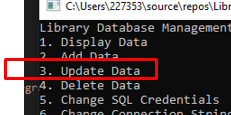 C:\Users\227353\source\repos\Libr
Library Database Management
1. Display Data
2. Add Data
3. Update Data
4. Delete Data
5. Change SQL Credentials
6. Change Connection String